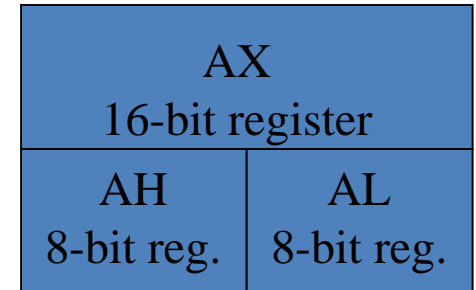 AX
16-bit register
AH
8-bit reg.
AL
8-bit reg.